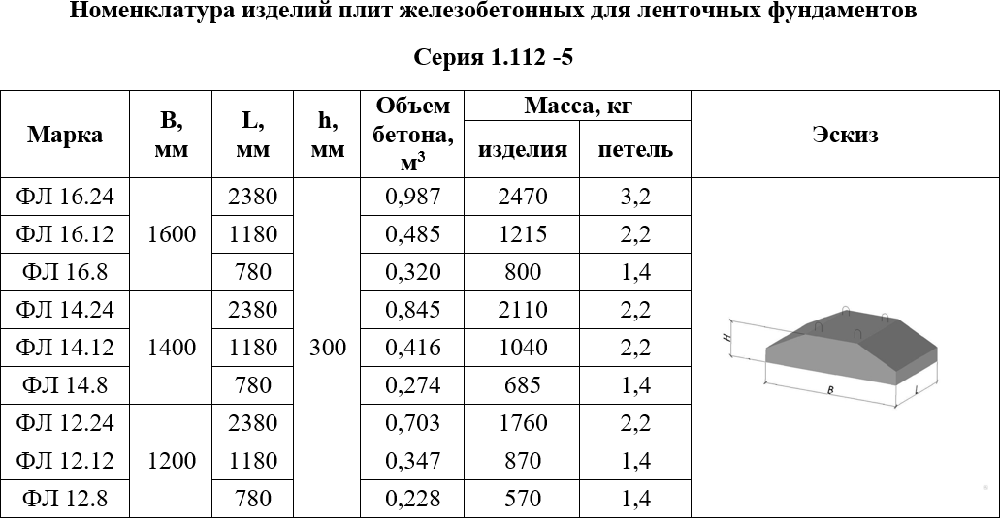 Номенклатура изделий плит железобетонных для ленточных фундаментов
Серия 1.112 -5
Марка B, мм L, мм h, мм Объем бетона, м³ Масса, кг Эскиз
изделия петель
ФЛ 16.24 1600 2380 300 0,987 2470 3,2
ФЛ 16.12 1180 0,485 1215 2,2
ФЛ 16.8 780 0,320 800 1,4
ФЛ 14.24 1400 2380 0,845 2110 2,2
ФЛ 14.12 1180 0,416 1040 2,2
ФЛ 14.8 780 0,274 685 1,4
ФЛ 12.24 1200 2380 0,703 1760 2,2
ФЛ 12.12 1180 0,347 870 1,4
ФЛ 12.8 780 0,228 570 1,4
H
B
L